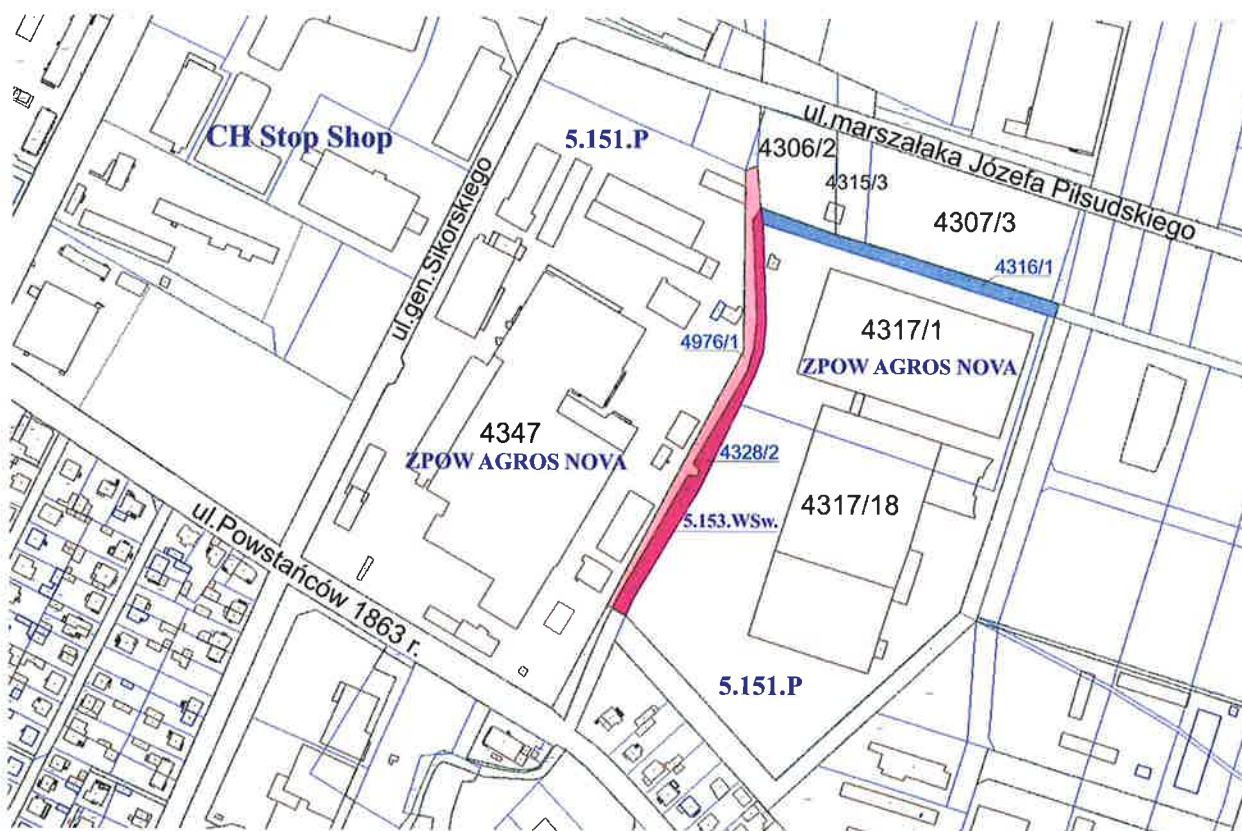 ul.marszałaka Józefa Piłsudskiego
CH Stop Shop
5.151.P
4306/2
4315/3
4307/3
ul.gen.Sikorskiego
4316/1
4976/1
4317/1
ZPOW AGROS NOVA
4347
ZPOW AGROS NOVA
4328/2
4317/18
5.153.WSw.
ul.Powstańców 1863 r.
5.151.P